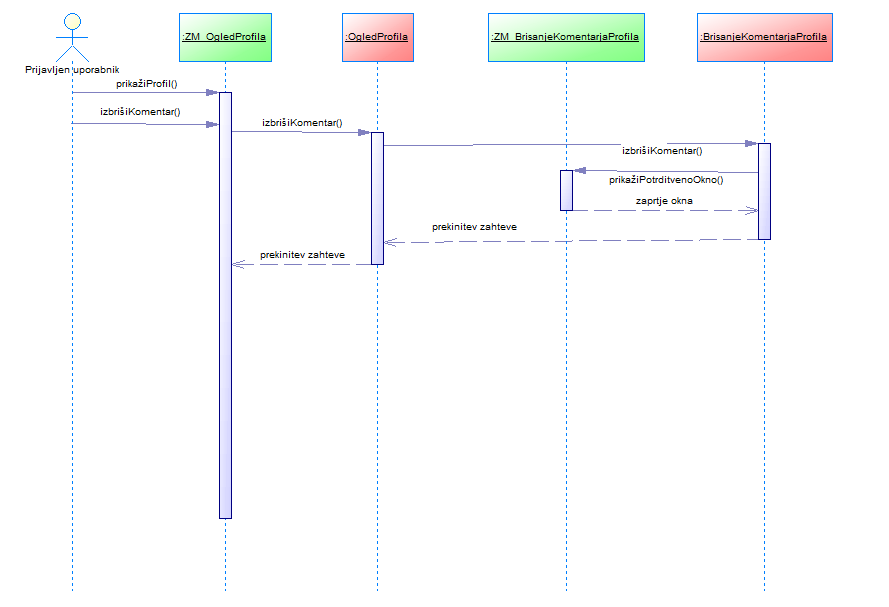 :ZM_OgledProfila
:OgledProfila
:ZM_BrisanjeKomentarjaProfila
:BrisanjeKomentarjaProfila
Prijavljen uporabnik
prikažiProfil()
izbrišiKomentar()
izbrišiKomentar()
izbrišiKomentar()
prikažiPotrditvenoOkno()
zaprtje okna
prekinitev zahteve
prekinitev zahteve